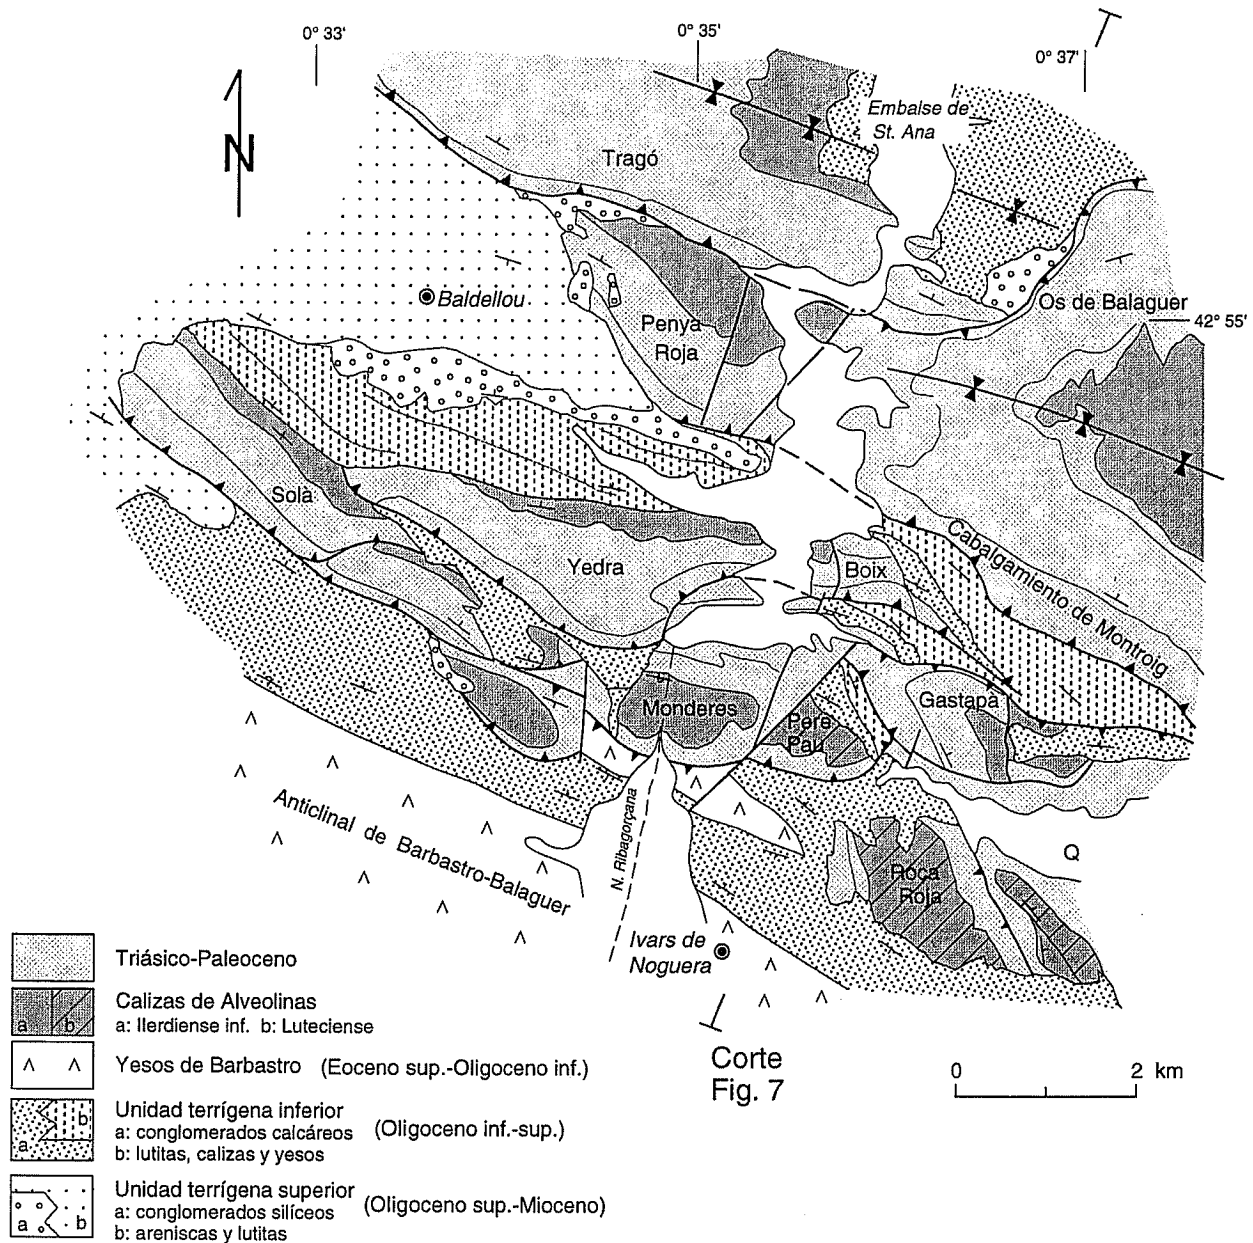 0° 33'
0° 35'
0° 37'
N
Embalse de
St. Ana
Tragó
Baldellou
Os de Balaguer
42° 55'
Penya
Roja
Solà
Yedra
Boix
Cabalgamiento de Montroig
Monderes
Pere
Pau
Gastapà
N. Ribagorçana
Anticlinal de Barbastro-Balaguer
Q
Roca
Roja
Ivars de
Noguera
Corte
Fig. 7
0 2 km
Triásico-Paleoceno
Calizas de Alveolinas
a b
a: Ilerdiense inf. b: Luteciense
Yesos de Barbastro (Eoceno sup.-Oligoceno inf.)
Unidad terrígena inferior
a b
a: conglomerados calcáreos (Oligoceno inf.-sup.)
b: lutitas, calizas y yesos
Unidad terrígena superior
a b
a: conglomerados silíceos (Oligoceno sup.-Mioceno)
b: areniscas y lutitas